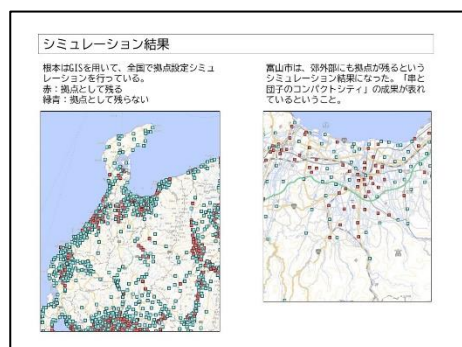 シミュレーション結果
根本はGISを用いて、全国で拠点設定シミュ
レーションを行っている。
赤：拠点として残る
緑青：拠点として残らない
富山市は、郊外部にも拠点が残るという
シミュレーション結果になった。「串と
団子のコンパクトシティ」の成果が表れ
ているということ。